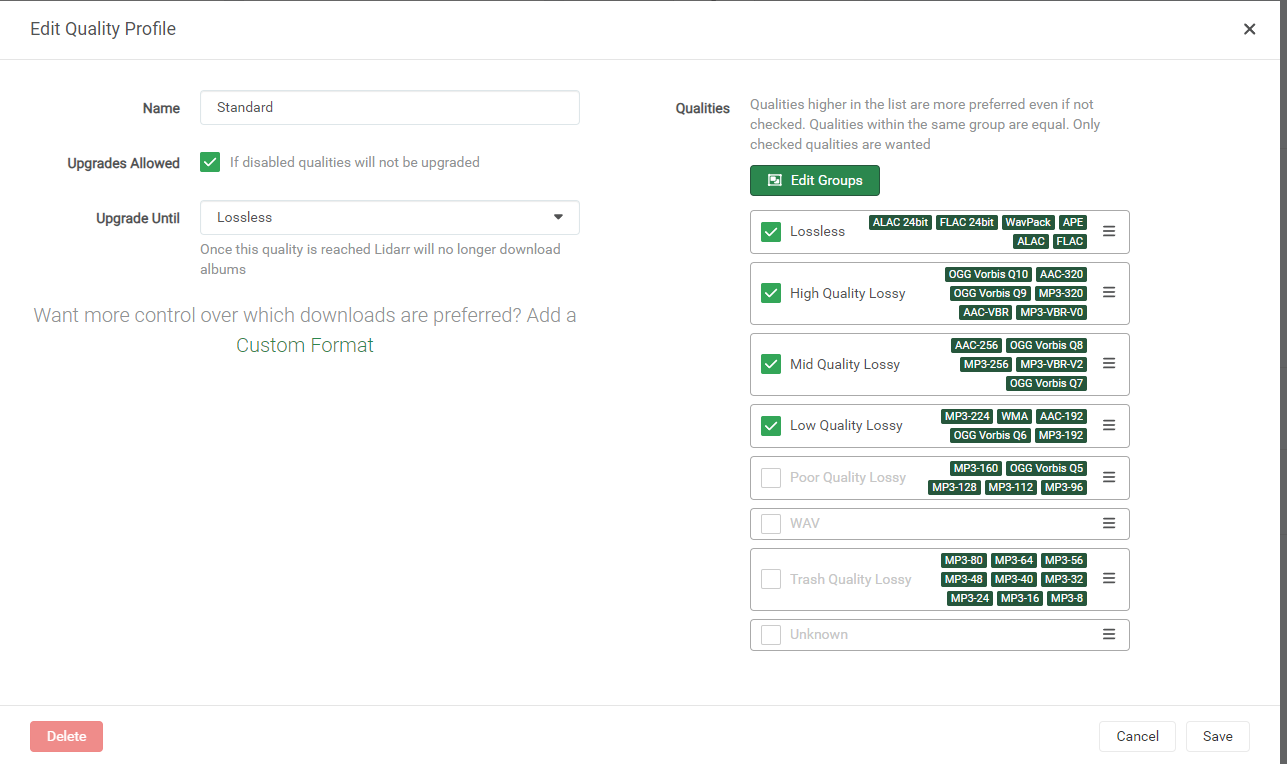 Edit Quality Profile
Name
Standard
Upgrades Allowed
If disabled qualities will not be upgraded
Upgrade Until
Lossless
Once this quality is reached Lidarr will no longer download
albums
Want more control over which downloads are preferred? Add a
Custom Format
Qualities
Qualities higher in the list are more preferred even if not
checked. Qualities within the same group are equal. Only
checked qualities are wanted
Edit Groups
Lossless
ALAC 24bit FLAC 24bit WavPack APE
ALAC FLAC
High Quality Lossy
OGG Vorbis Q10 AAC-320
OGG Vorbis Q9 MP3-320
AAC-VBR MP3-VBR-V0
Mid Quality Lossy
AAC-256 OGG Vorbis Q8
MP3-256 MP3-VBR-V2
OGG Vorbis Q7
Low Quality Lossy
MP3-224 WMA AAC-192
OGG Vorbis Q6 MP3-192
Poor Quality Lossy
MP3-160 OGG Vorbis Q5
MP3-128 MP3-112 MP3-96
WAV
Trash Quality Lossy
MP3-80 MP3-64 MP3-56
MP3-48 MP3-40 MP3-32
MP3-24 MP3-16 MP3-8
Unknown
Delete
Cancel
Save